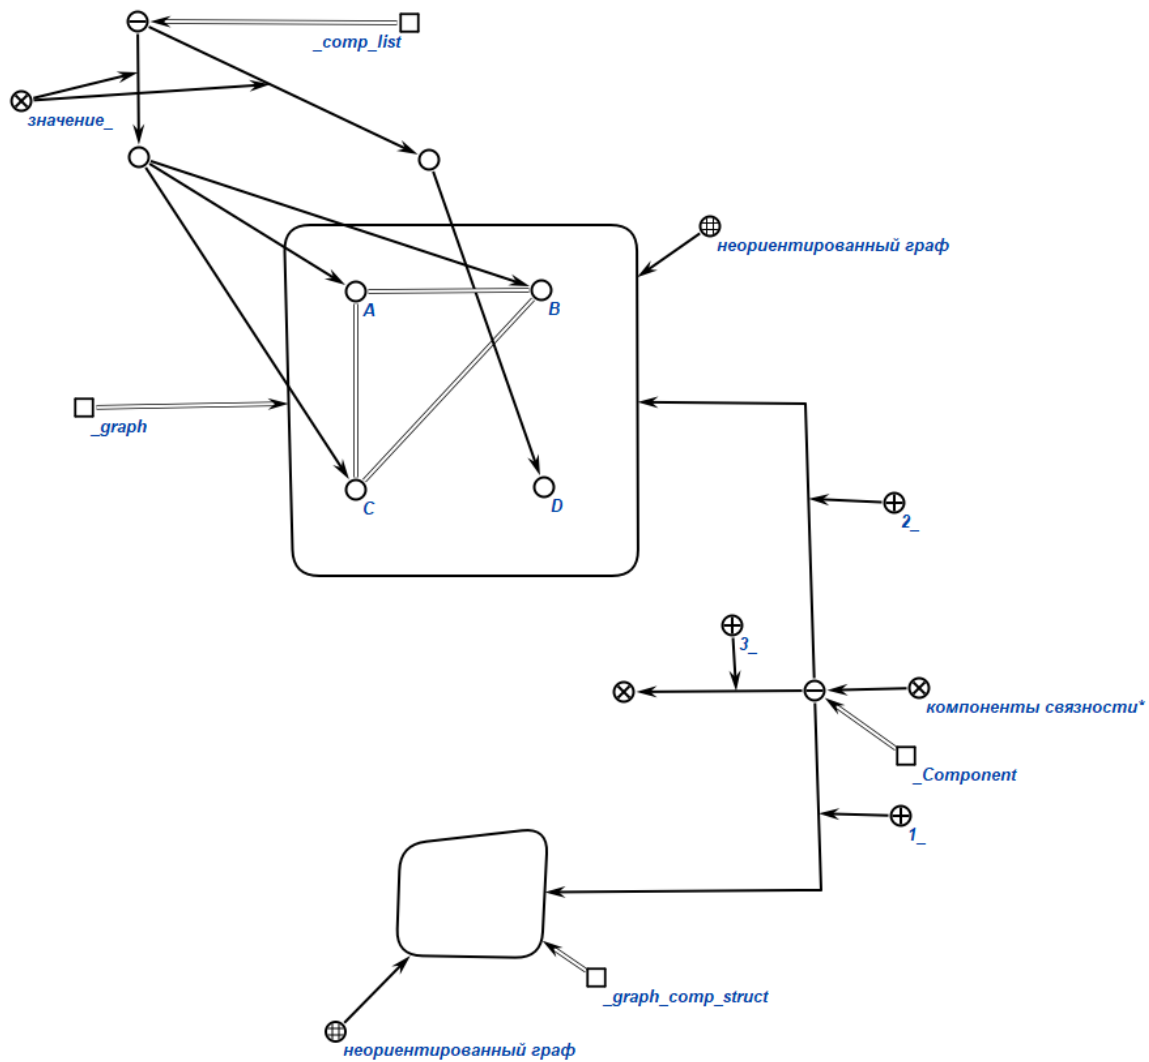 _comp_list
значение_
неориентированный граф
A
B
_graph
C
D
2_
3_
компоненты связности*
_Component
1_
_graph_comp_struct
неориентированный граф